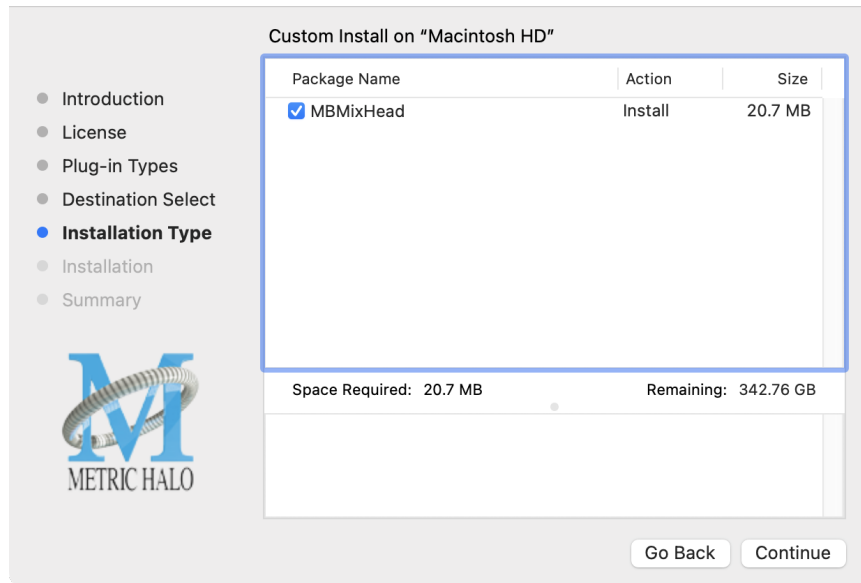 Custom Install on “Macintosh HD”
Introduction
License
Plug-in Types
Destination Select
Installation Type
Installation
Summary
METRIC HALO
Package Name Action Size
MBMixHead Install 20.7 MB
Space Required: 20.7 MB Remaining: 342.76 GB
Go Back Continue